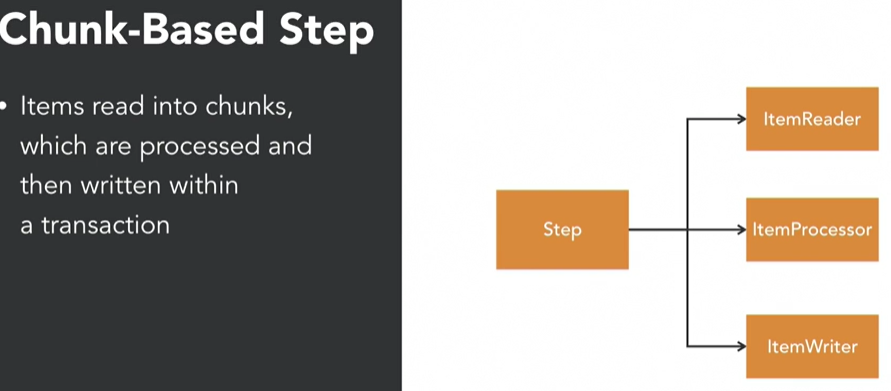 Chunk-Based Step
• Items read into chunks,
which are processed and
then written within
a transaction
Step
ItemReader
ItemProcessor
ItemWriter